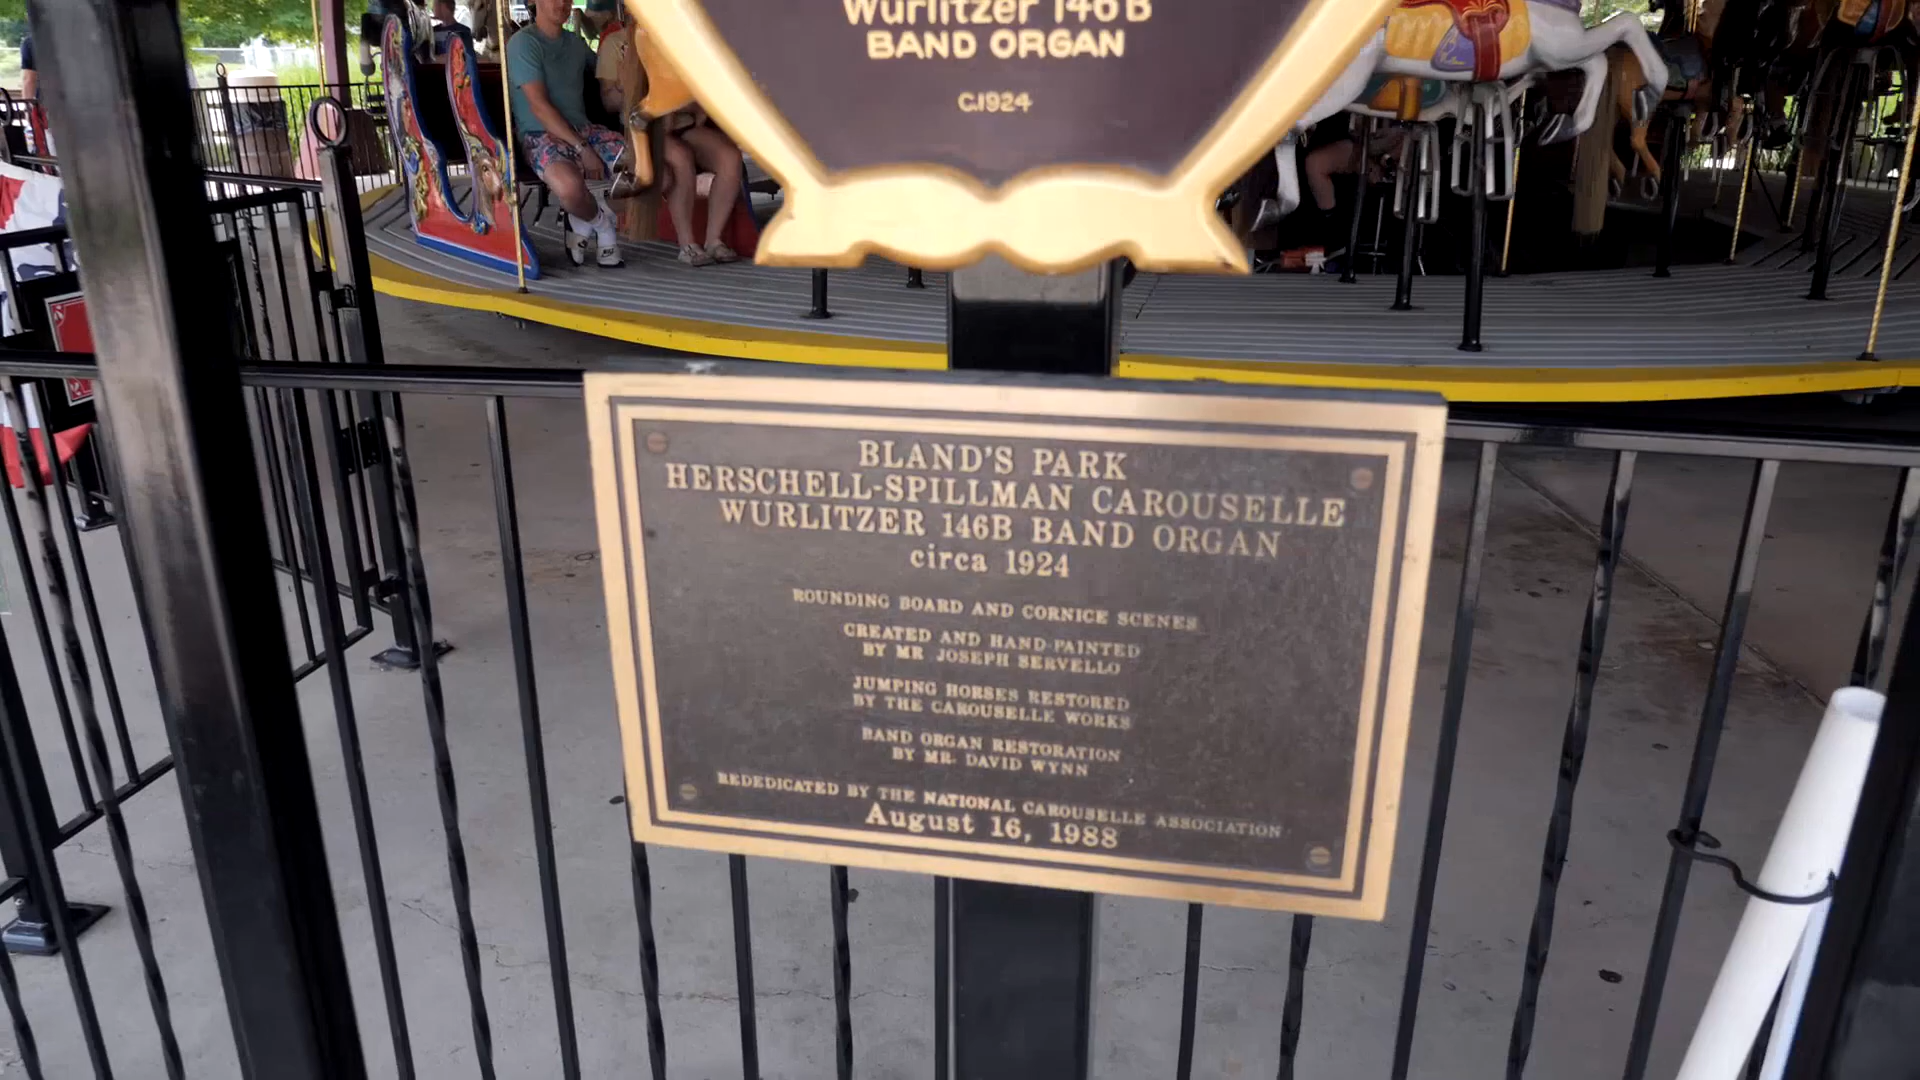 Wurlitzer 146B
BAND ORGAN
C.1924
BLAND'S PARK
HERSCHELL-SPILLMAN CAROUSELLE
WURLITZER 146B BAND ORGAN
circa 1924
ROUNDING BOARD AND CORNICE SCENES
CREATED AND HAND-PAINTED
BY MR JOSEPH SERVELLO
JUMPING HORSES RESTORED
BY THE CAROUSELLE WORKS
BAND ORGAN RESTORATION
BY MR. DAVID WYNN
REDEDICATED BY THE NATIONAL CAROUSELLE ASSOCIATION
August 16, 1988